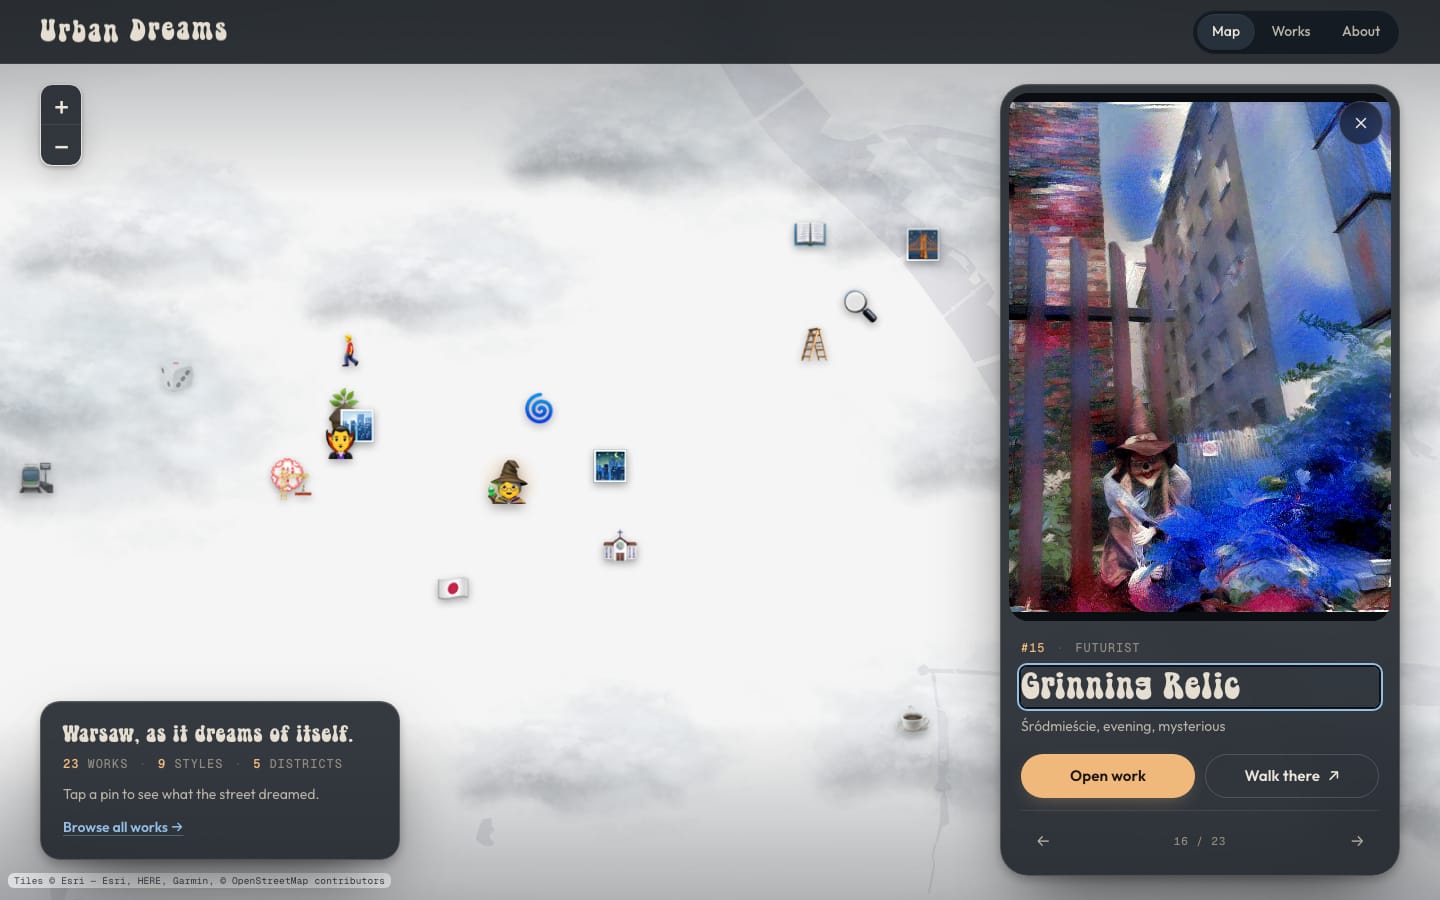 Urban Dreams
Map
Works
About
+
−
#15 · FUTURIST
Grinning Relic
Śródmieście, evening, mysterious
Open work
Walk there ↗
← 16 / 23 →
Warsaw, as it dreams of itself.
23 WORKS · 9 STYLES · 5 DISTRICTS
Tap a pin to see what the street dreamed.
Browse all works →
Tiles © Esri — Esri, HERE, Garmin, © OpenStreetMap contributors